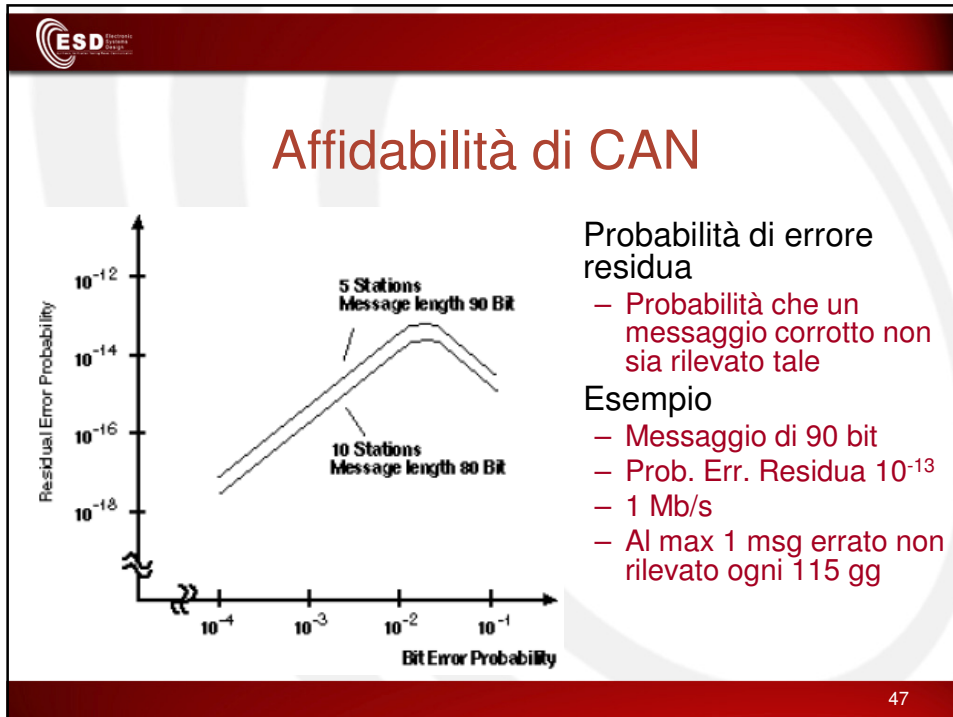 ESD Electronic
Systems
Design
Affidabilità di CAN
Residual Error Probability
10-12
10-14
10-16
10-18
5 Stations
Message length 90 Bit
10 Stations
Message length 80 Bit
10-4 10-3 10-2 10-1
Bit Error Probability
Probabilità di errore
residua
– Probabilità che un
messaggio corrotto non
sia rilevato tale
Esempio
– Messaggio di 90 bit
– Prob. Err. Residua 10-13
– 1 Mb/s
– Al max 1 msg errato non
rilevato ogni 115 gg
47